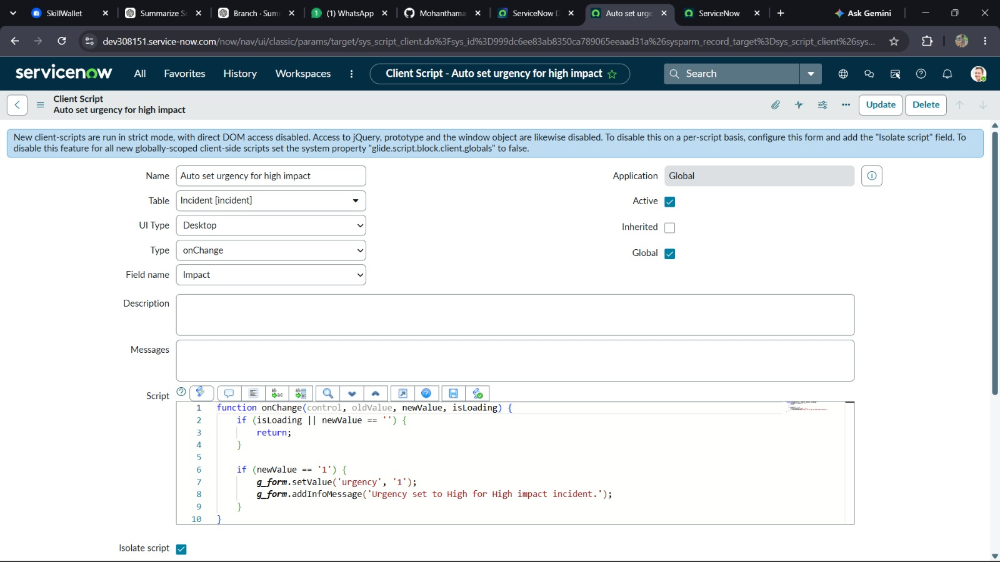 SkillWallet
Summarize S
Branch · Sum
(1) WhatsApp
Mohanthama
ServiceNow D
Auto set urge
ServiceNow
Ask Gemini
dev308151.service-now.com/now/nav/ui/classic/params/target/sys_script_client.do%3Fsys_id%3D999dc6ee83ab8350ca789065eeaad31a%26sysparm_record_target%3Dsys_script_client%26sys...
servicenow
All
Favorites
History
Workspaces
Client Script - Auto set urgency for high impact
Search
Client Script
Auto set urgency for high impact
Update
Delete
New client-scripts are run in strict mode, with direct DOM access disabled. Access to jQuery, prototype and the window object are likewise disabled. To disable this on a per-script basis, configure this form and add the "Isolate script" field. To
disable this feature for all new globally-scoped client-side scripts set the system property "glide.script.block.client.globals" to false.
Name Auto set urgency for high impact
Application Global
Table Incident [incident]
Active
UI Type Desktop
Inherited
Type onChange
Global
Field name Impact
Description
Messages
Script
1 function onChange(control, oldValue, newValue, isLoading) {
2 if (isLoading || newValue == '') {
3 return;
4 }
5
6 if (newValue == '1') {
7 g_form.setValue('urgency', '1');
8 g_form.addInfoMessage('Urgency set to High for High impact incident.');
9 }
10 }
Isolate script